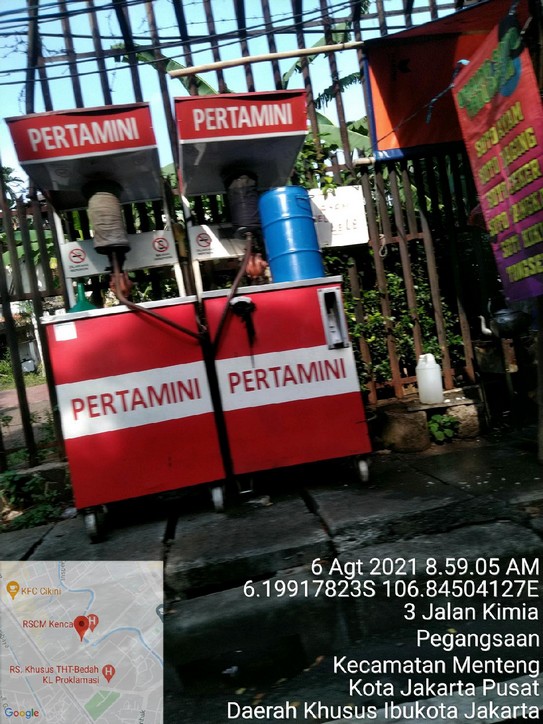 PERTAMINI
PERTAMINI
PERTAMINI
PERTAMINI
6 Agt 2021 8.59.05 AM
6.19917823S 106.84504127E
3 Jalan Kimia
Pegangsaan
Kecamatan Menteng
Kota Jakarta Pusat
Daerah Khusus Ibukota Jakarta
KFC Cikini
RSCM Kenca
RS. Khusus THT-Bedah
KL Proklamasi
Google